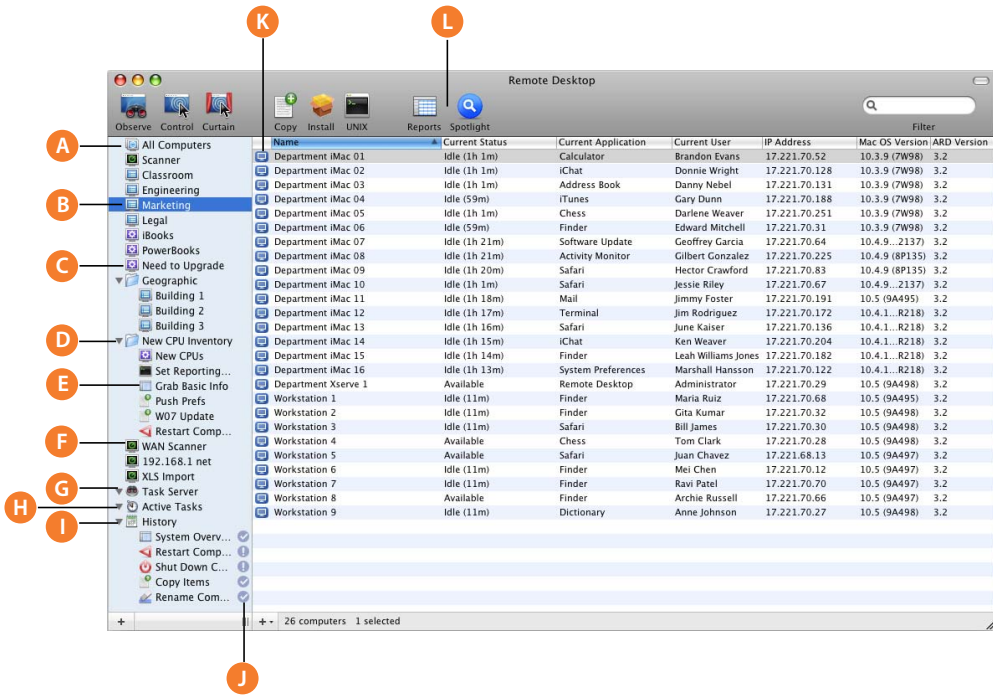 K L
Remote Desktop
Observe Control Curtain Copy Install UNIX Reports Spotlight Filter
Name Current Status Current Application Current User IP Address Mac OS Version ARD Version
A All Computers
Scanner
Classroom
Engineering
B Marketing
Legal
iBooks
PowerBooks
C Need to Upgrade
Geographic
Building 1
Building 2
Building 3
D New CPU Inventory
New CPUs
Set Reporting...
E Grab Basic Info
Push Prefs
W07 Update
Restart Comp...
F WAN Scanner
192.168.1 net
XLS Import
G Task Server
H Active Tasks
I History
System Overv...
Restart Comp...
Shut Down C...
Copy Items
Rename Com...
J
Department iMac 01 Idle (1h 1m) Calculator Brandon Evans 17.221.70.52 10.3.9 (7W98) 3.2
Department iMac 02 Idle (1h 1m) iChat Donnie Wright 17.221.70.128 10.3.9 (7W98) 3.2
Department iMac 03 Idle (1h 1m) Address Book Danny Nebel 17.221.70.131 10.3.9 (7W98) 3.2
Department iMac 04 Idle (59m) iTunes Gary Dunn 17.221.70.188 10.3.9 (7W98) 3.2
Department iMac 05 Idle (1h 1m) Chess Darlene Weaver 17.221.70.251 10.3.9 (7W98) 3.2
Department iMac 06 Idle (59m) Finder Edward Mitchell 17.221.70.31 10.3.9 (7W98) 3.2
Department iMac 07 Idle (1h 21m) Software Update Geoffrey Garcia 17.221.70.64 10.4.9...2137) 3.2
Department iMac 08 Idle (1h 21m) Activity Monitor Gilbert Gonzalez 17.221.70.225 10.4.9 (8P135) 3.2
Department iMac 09 Idle (1h 20m) Safari Hector Crawford 17.221.70.83 10.4.9 (8P135) 3.2
Department iMac 10 Idle (1h 1m) Safari Jessie Riley 17.221.70.67 10.4.9...2137) 3.2
Department iMac 11 Idle (1h 18m) Mail Jimmy Foster 17.221.70.191 10.5 (9A495) 3.2
Department iMac 12 Idle (1h 17m) Terminal Jim Rodriguez 17.221.70.172 10.4.1...R218) 3.2
Department iMac 13 Idle (1h 16m) Safari June Kaiser 17.221.70.136 10.4.1...R218) 3.2
Department iMac 14 Idle (1h 15m) iChat Ken Weaver 17.221.70.204 10.4.1...R218) 3.2
Department iMac 15 Idle (1h 14m) Finder Leah Williams Jones 17.221.70.182 10.4.1...R218) 3.2
Department iMac 16 Idle (1h 13m) System Preferences Marshall Hansson 17.221.70.122 10.4.1...R218) 3.2
Department Xserve 1 Available Remote Desktop Administrator 17.221.70.29 10.5 (9A498) 3.2
Workstation 1 Idle (11m) Finder Maria Ruiz 17.221.70.68 10.5 (9A495) 3.2
Workstation 2 Idle (11m) Finder Gita Kumar 17.221.70.32 10.5 (9A498) 3.2
Workstation 3 Idle (11m) Safari Bill James 17.221.70.30 10.5 (9A498) 3.2
Workstation 4 Available Chess Tom Clark 17.221.70.28 10.5 (9A498) 3.2
Workstation 5 Available Safari Juan Chavez 17.221.68.13 10.5 (9A497) 3.2
Workstation 6 Idle (11m) Finder Mei Chen 17.221.70.12 10.5 (9A497) 3.2
Workstation 7 Idle (11m) Finder Ravi Patel 17.221.70.70 10.5 (9A497) 3.2
Workstation 8 Available Finder Archie Russell 17.221.70.66 10.5 (9A497) 3.2
Workstation 9 Idle (11m) Dictionary Anne Johnson 17.221.70.27 10.5 (9A498) 3.2
26 computers 1 selected